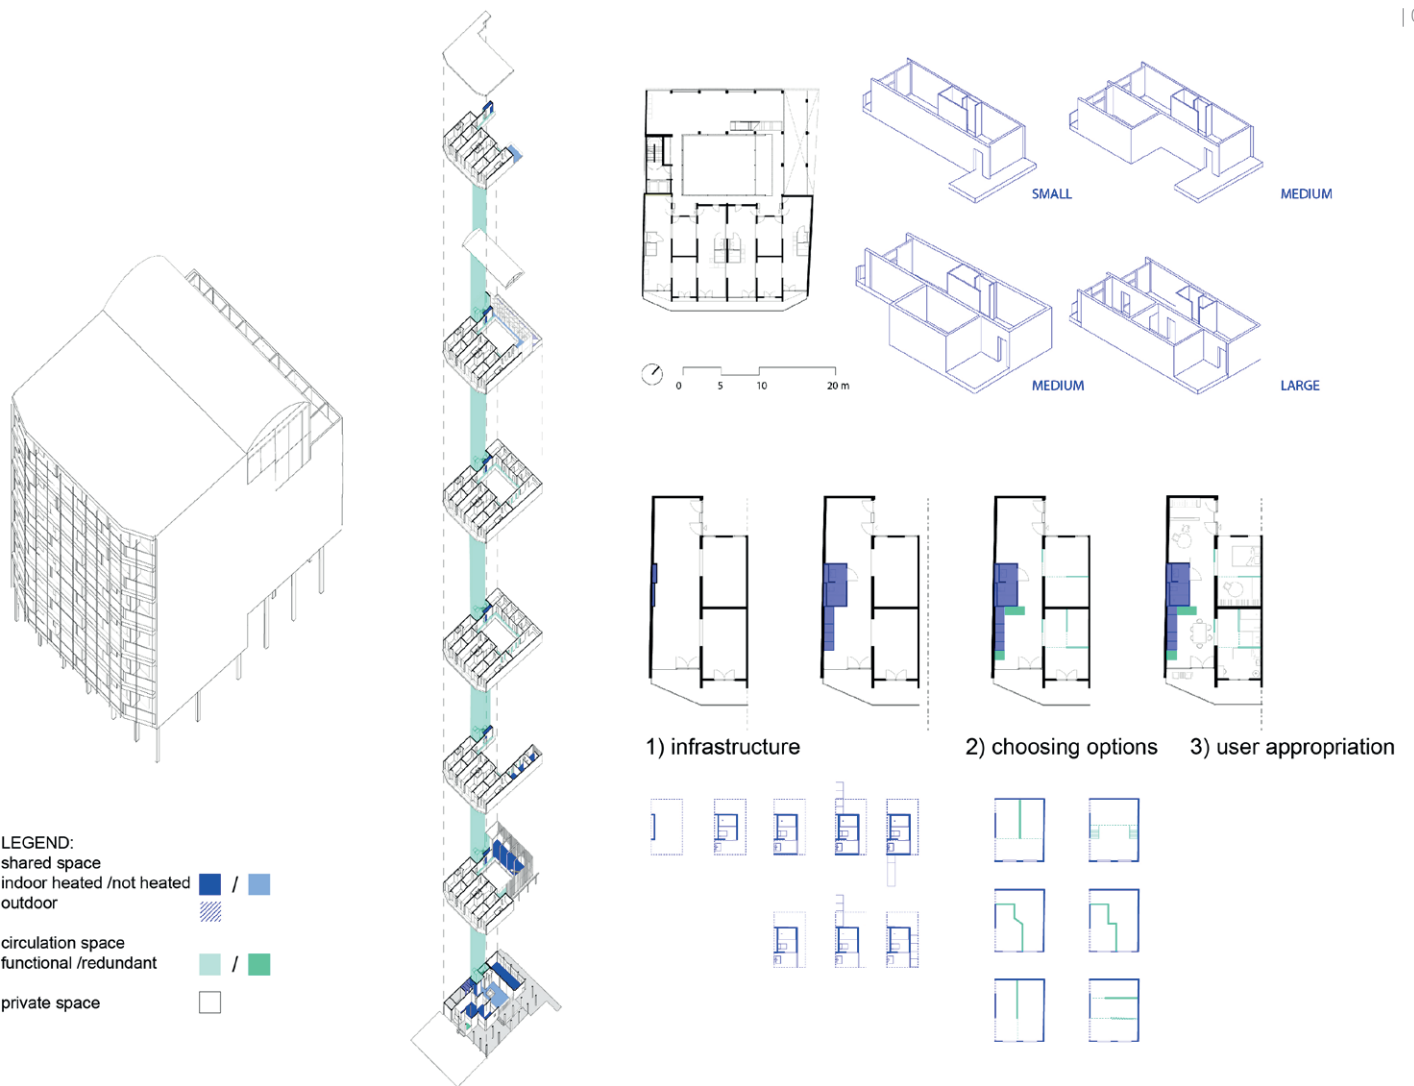 SMALL
MEDIUM
MEDIUM
LARGE
0 5 10 20 m
1) infrastructure
2) choosing options
3) user appropriation
LEGEND:
shared space
indoor heated /not heated
/
outdoor
circulation space
functional /redundant
/
private space